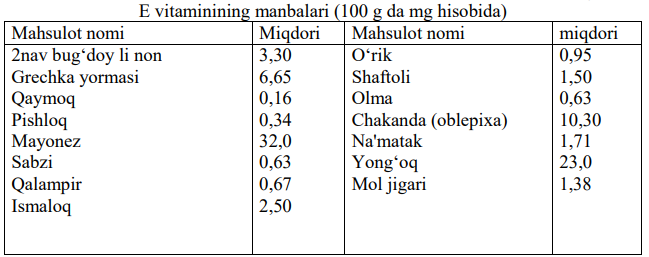 E vitaminining manbalari (100 g da mg hisobida)
Mahsulot nomi Miqdori Mahsulot nomi miqdori
2nav bug‘doy li non 3,30 O‘rik 0,95
Grechka yormasi 6,65 Shaftoli 1,50
Qaymoq 0,16 Olma 0,63
Pishloq 0,34 Chakanda (oblepixa) 10,30
Mayonez 32,0 Na'matak 1,71
Sabzi 0,63 Yong‘oq 23,0
Qalampir 0,67 Mol jigari 1,38
Ismaloq 2,50